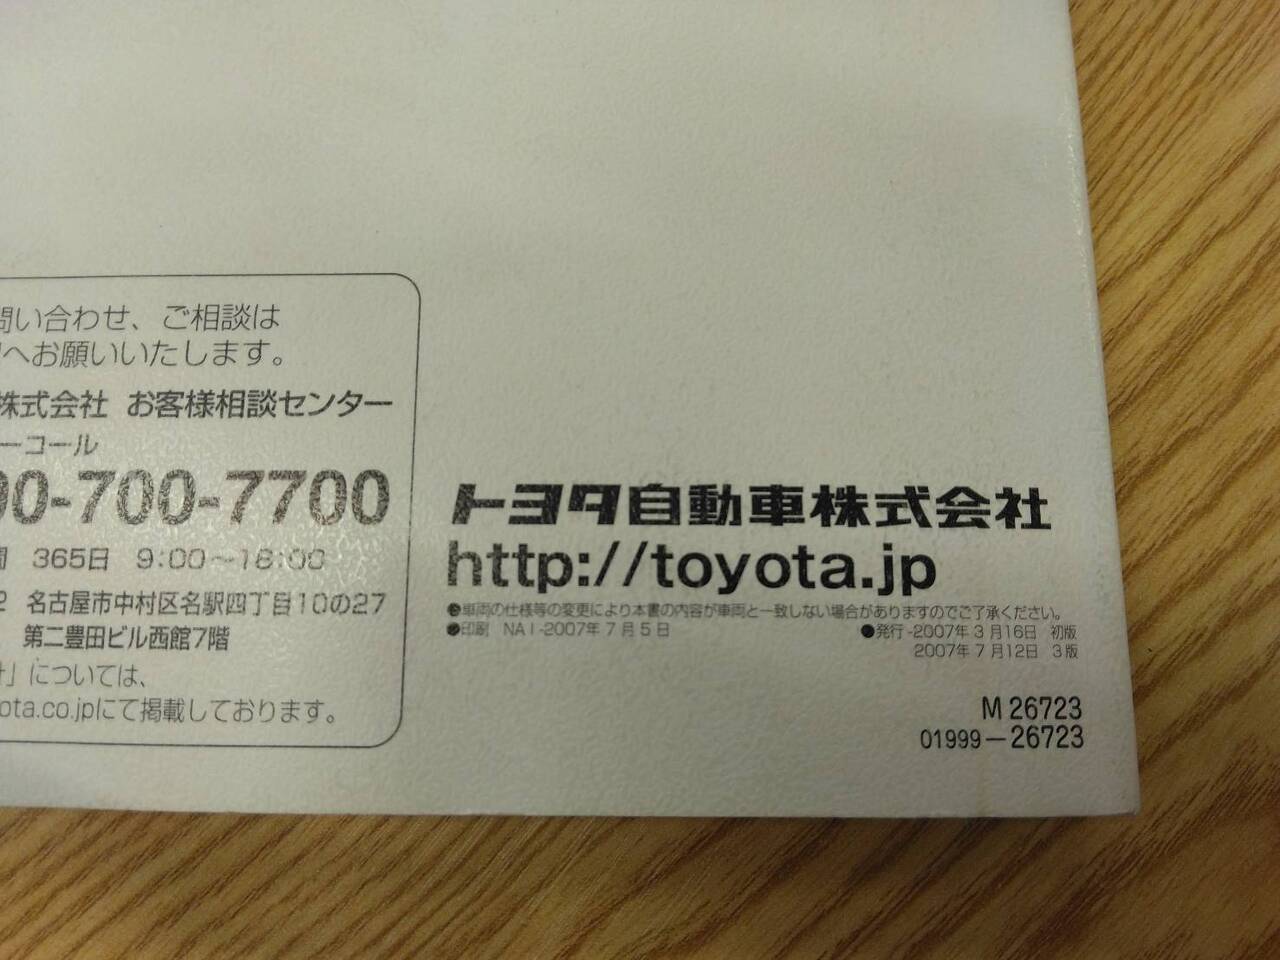 問い合わせ、ご相談は
へお願いいたします。
株式会社 お客様相談センター
ーコール
00-700-7700
365日 9:00～18:00
2 名古屋市中村区名駅四丁目10の27
第二豊田ビル西館7階
」については、
ota.co.jpにて掲載しております。
トヨタ自動車株式会社
http://toyota.jp
●車両の仕様等の変更により本書の内容が車両と一致しない場合がありますのでご了承ください。
●印刷 NAI-2007年7月5日
●発行-2007年3月16日 初版
2007年7月12日 3版
M 26723
01999－26723